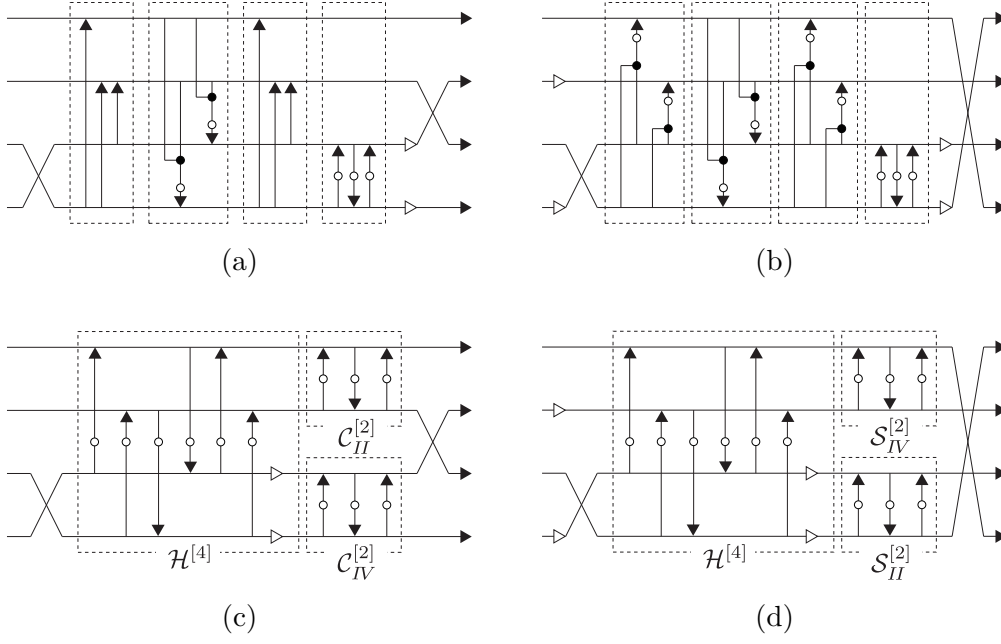 (a)
(b)
C_{II}^{[2]}
S_{IV}^{[2]}
H^{[4]}
C_{IV}^{[2]}
H^{[4]}
S_{II}^{[2]}
(c)
(d)